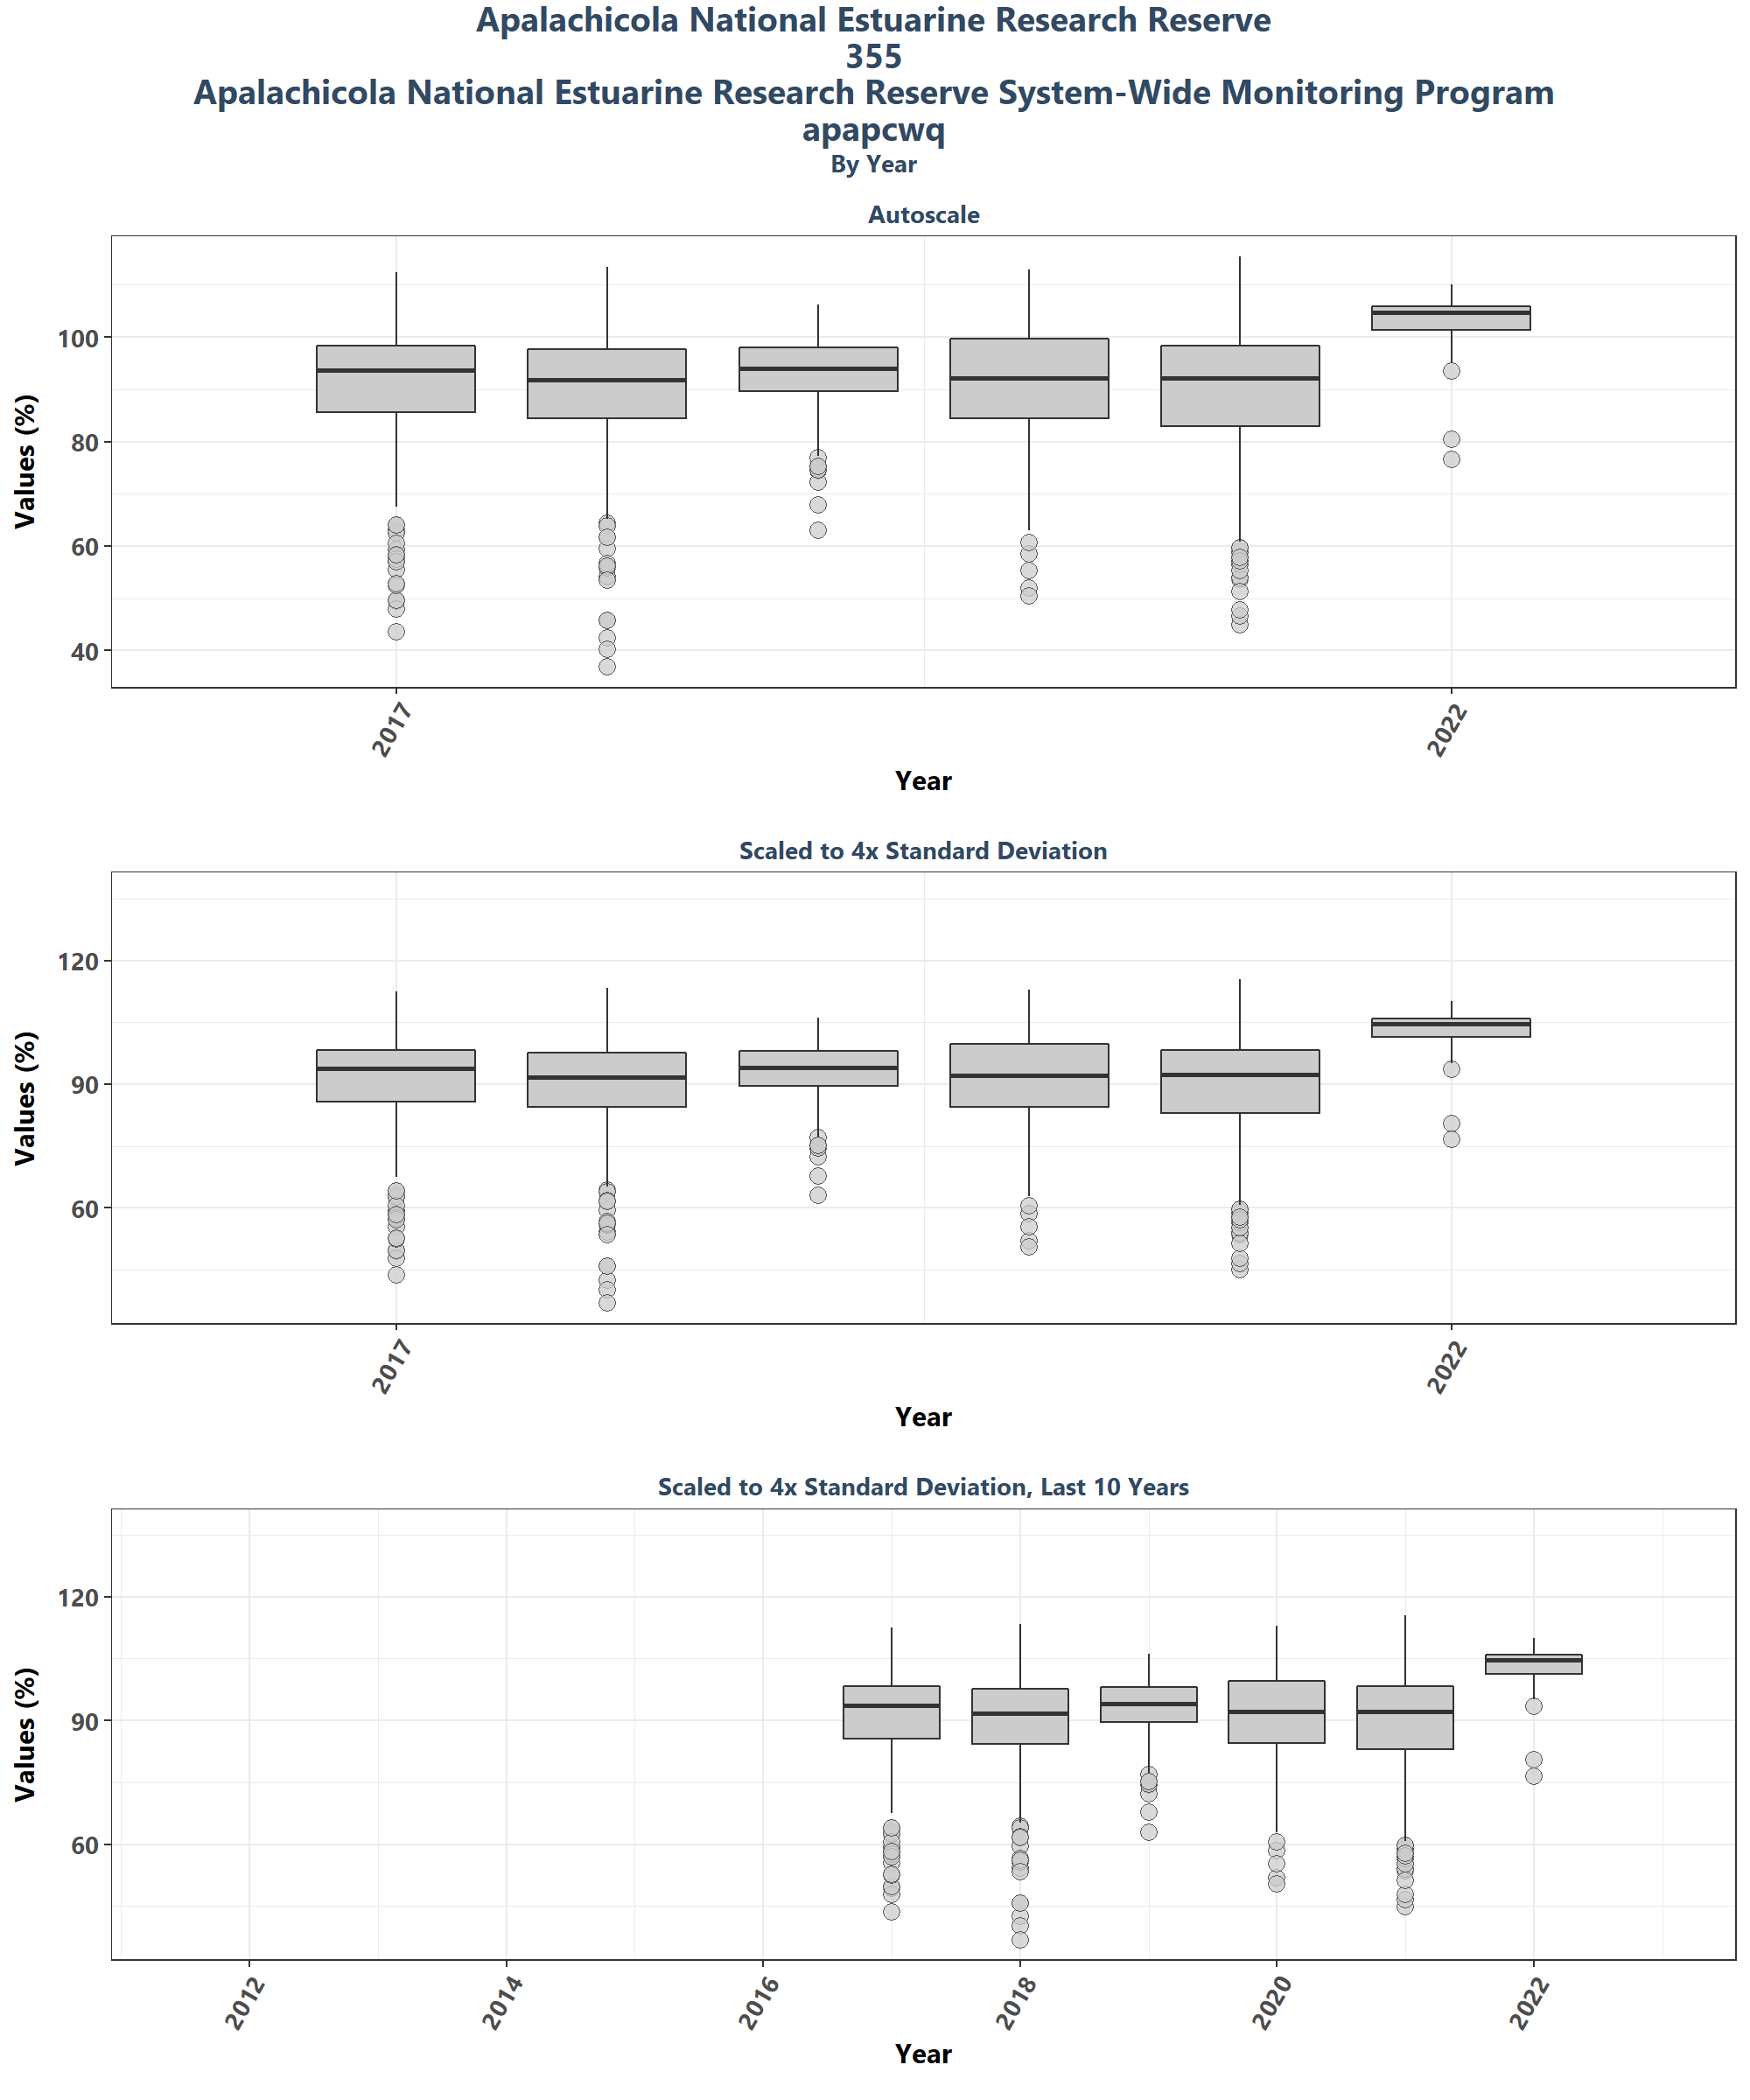 Apalachicola National Estuarine Research Reserve
355
Apalachicola National Estuarine Research Reserve System-Wide Monitoring Program
apapcwq
By Year
Autoscale
Values (%)
100
80
60
40
2017
2022
Year
Scaled to 4x Standard Deviation
Values (%)
120
90
60
2017
2022
Year
Scaled to 4x Standard Deviation, Last 10 Years
Values (%)
120
90
60
2012
2014
2016
2018
2020
2022
Year